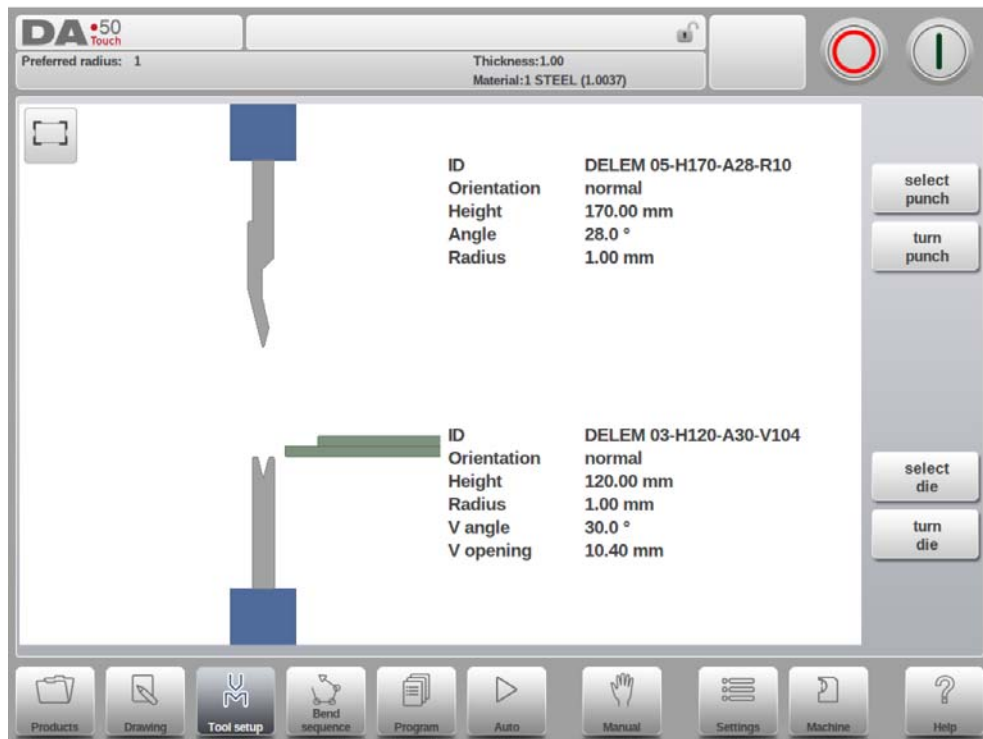 DA•50
Touch
Preferred radius: 1
Thickness:1.00
Material:1 STEEL (1.0037)
ID DELEM 05-H170-A28-R10
Orientation normal
Height 170.00 mm
Angle 28.0 °
Radius 1.00 mm
select
punch
turn
punch
ID DELEM 03-H120-A30-V104
Orientation normal
Height 120.00 mm
Radius 1.00 mm
V angle 30.0 °
V opening 10.40 mm
select
die
turn
die
Products Drawing Tool setup Bend sequence Program Auto Manual Settings Machine Help